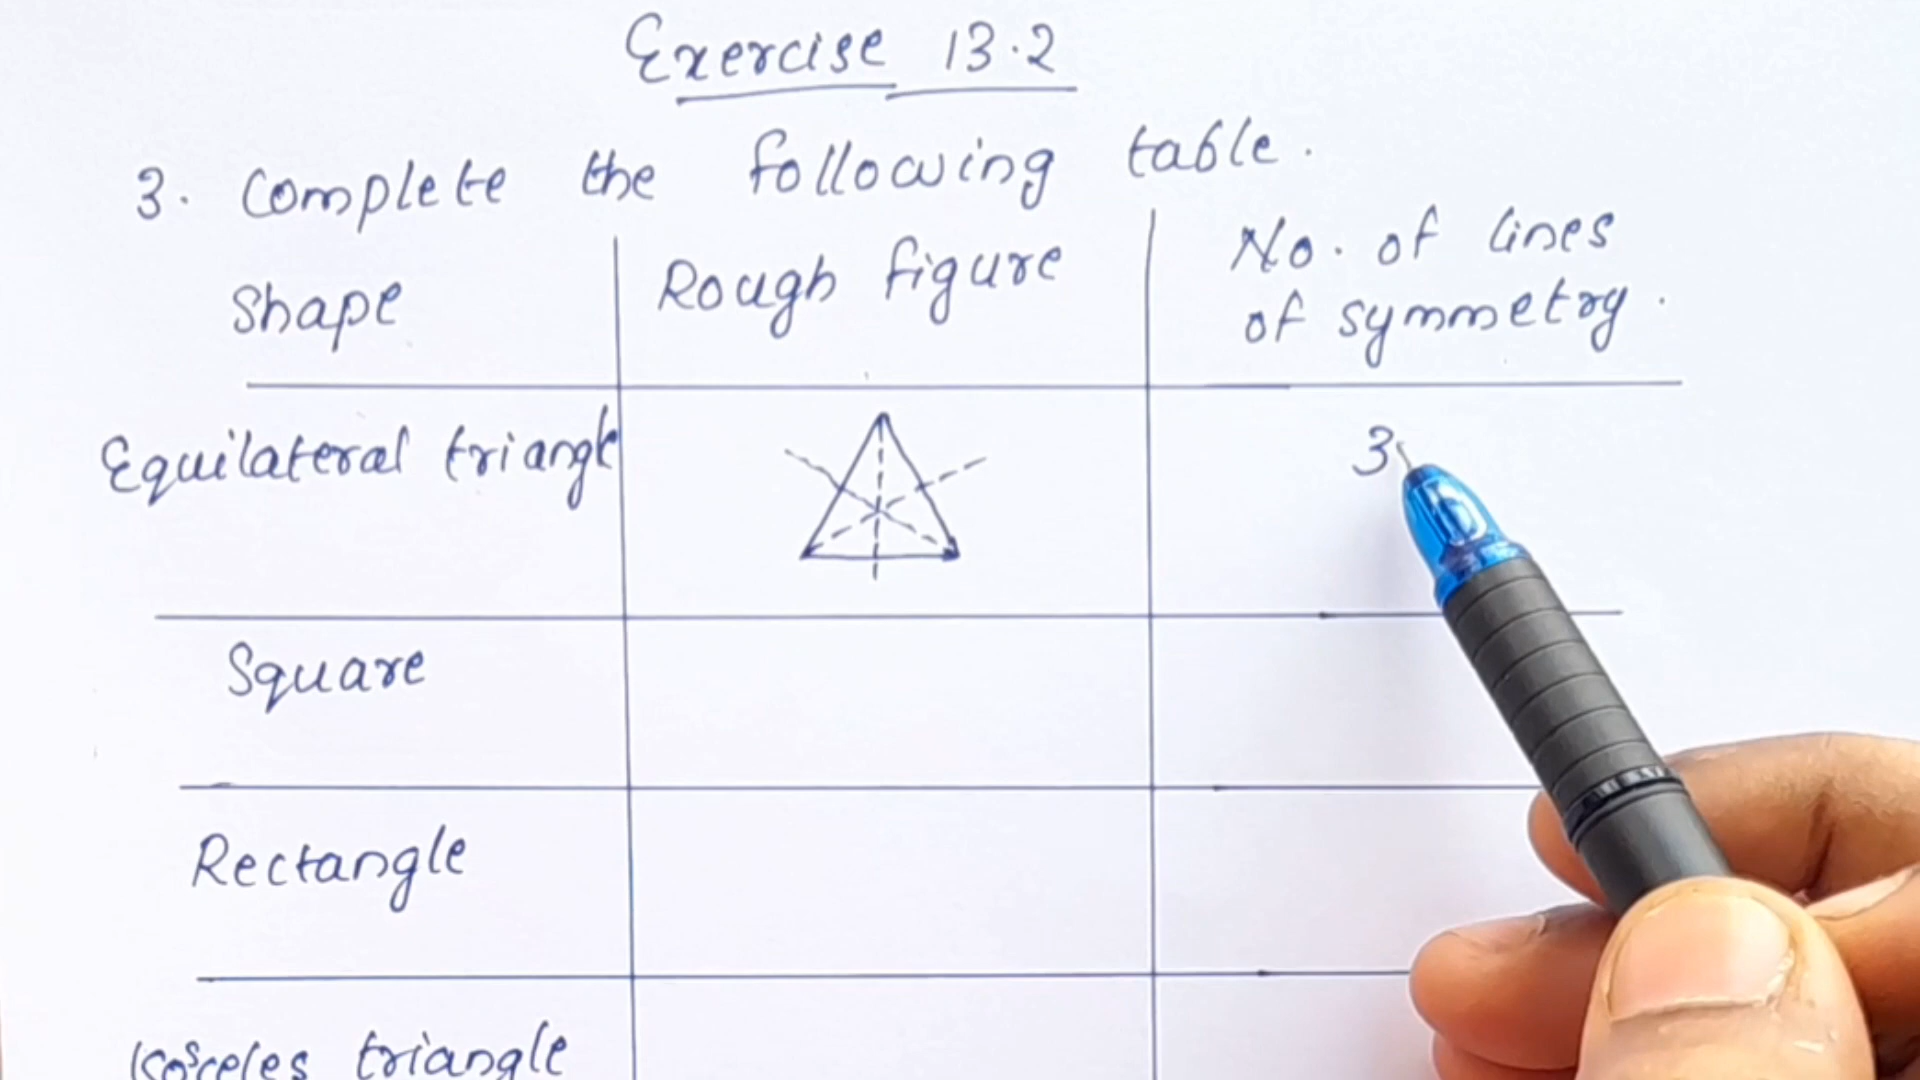 Exercise 13.2
3. Complete the following table.
Shape
Rough figure
No. of lines
of symmetry.
Equilateral triangle
3
Square
Rectangle
Isosceles triangle